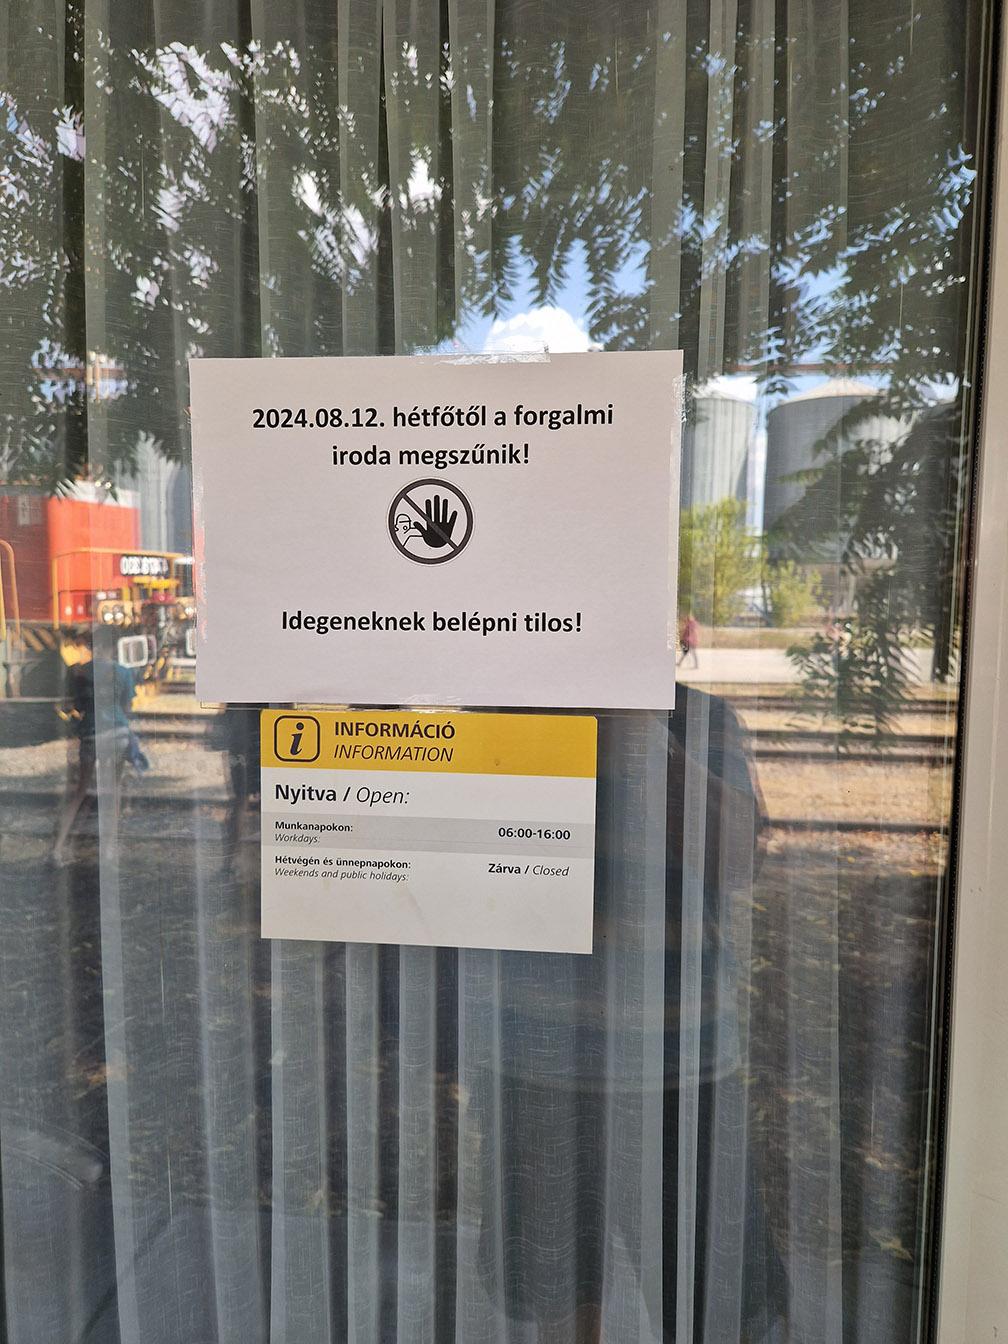 2024.08.12. hétfőtől a forgalmi
iroda megszűnik!
Idegeneknek belépni tilos!
i INFORMÁCIÓ
INFORMATION
Nyitva / Open:
Munkanapokon:
Workdays:
06:00-16:00
Hétvégén és ünnepnapokon:
Weekends and public holidays:
Zárva / Closed